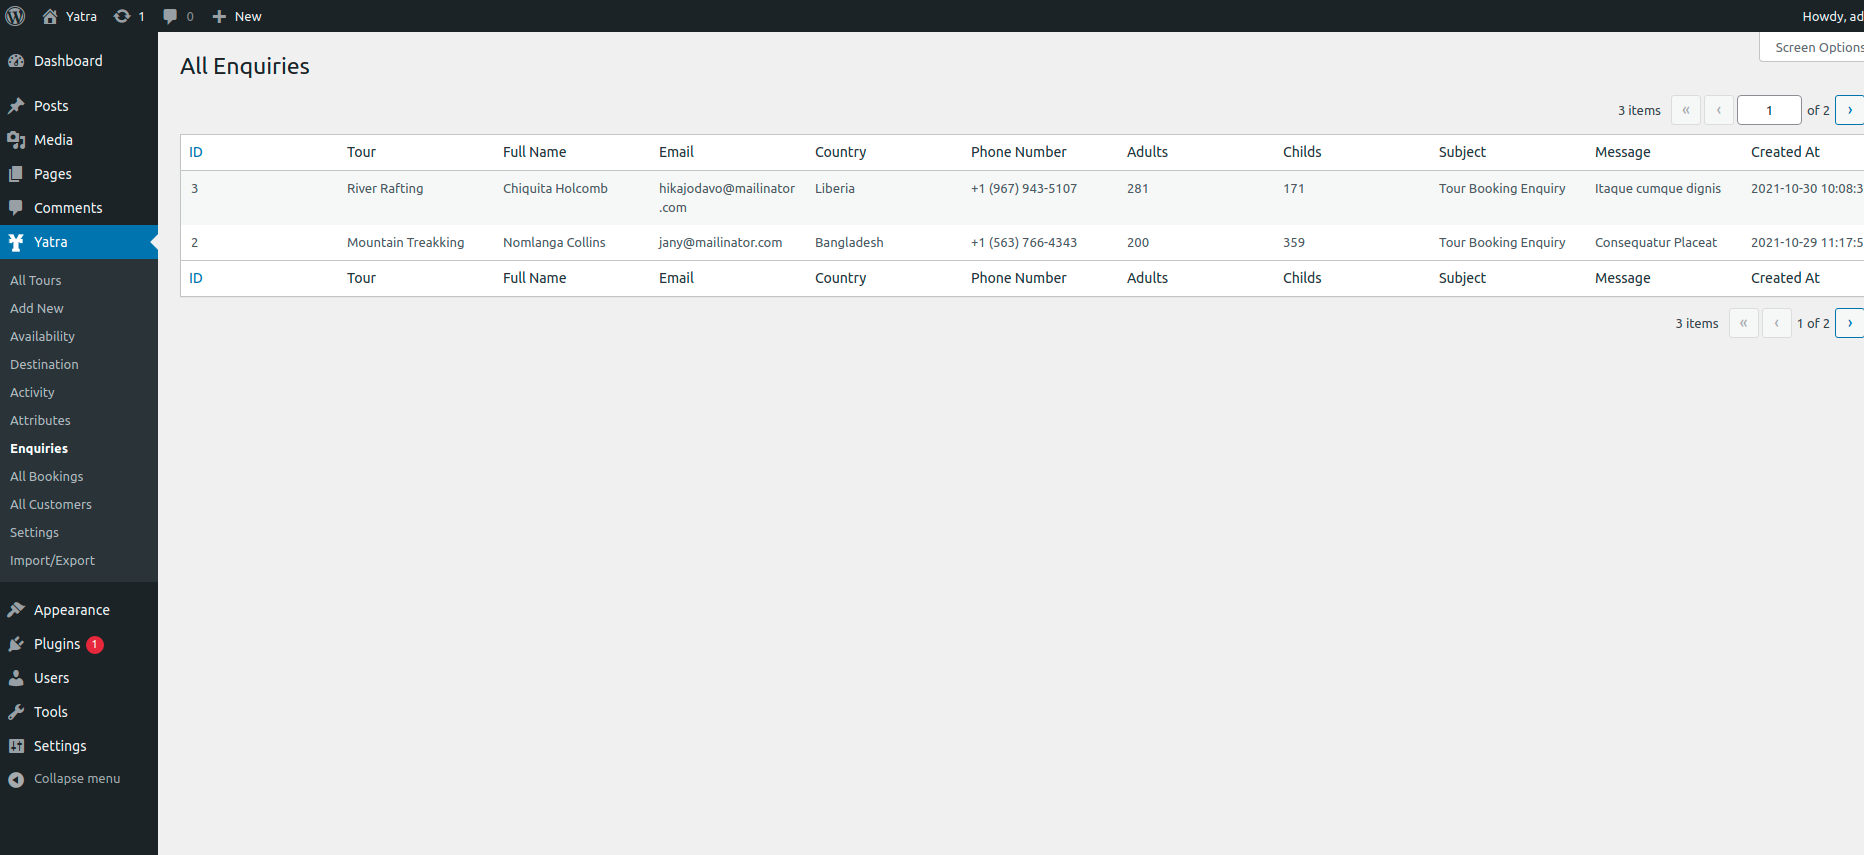 Yatra 1 0 New Howdy, ad
Dashboard
Posts
Media
Pages
Comments
Yatra
All Tours
Add New
Availability
Destination
Activity
Attributes
Enquiries
All Bookings
All Customers
Settings
Import/Export
Appearance
Plugins 1
Users
Tools
Settings
Collapse menu
Screen Options
All Enquiries
3 items « ‹ 1 of 2 ›
ID Tour Full Name Email Country Phone Number Adults Childs Subject Message Created At
3 River Rafting Chiquita Holcomb hikajodavo@mailinator Liberia +1 (967) 943-5107 281 171 Tour Booking Enquiry Itaque cumque dignis 2021-10-30 10:08:3
.com
2 Mountain Treakking Nomlanga Collins jany@mailinator.com Bangladesh +1 (563) 766-4343 200 359 Tour Booking Enquiry Consequatur Placeat 2021-10-29 11:17:5
ID Tour Full Name Email Country Phone Number Adults Childs Subject Message Created At
3 items « ‹ 1 of 2 ›